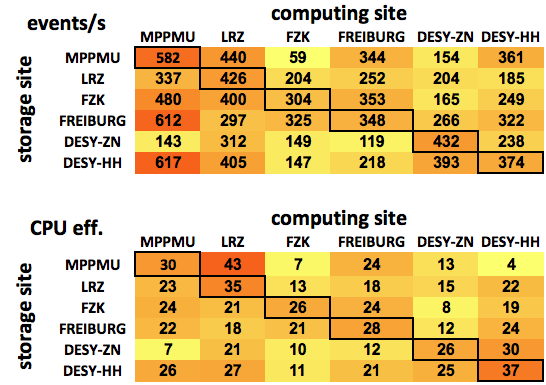 events/s
computing site
MPPMU LRZ FZK FREIBURG DESY-ZN DESY-HH
storage site
MPPMU 582 440 59 344 154 361
LRZ 337 426 204 252 204 185
FZK 480 400 304 353 165 249
FREIBURG 612 297 325 348 266 322
DESY-ZN 143 312 149 119 432 238
DESY-HH 617 405 147 218 393 374
CPU eff.
computing site
MPPMU LRZ FZK FREIBURG DESY-ZN DESY-HH
storage site
MPPMU 30 43 7 24 13 4
LRZ 23 35 13 18 15 22
FZK 24 21 26 24 8 19
FREIBURG 22 18 21 28 12 24
DESY-ZN 7 21 10 12 26 30
DESY-HH 26 27 11 21 25 37